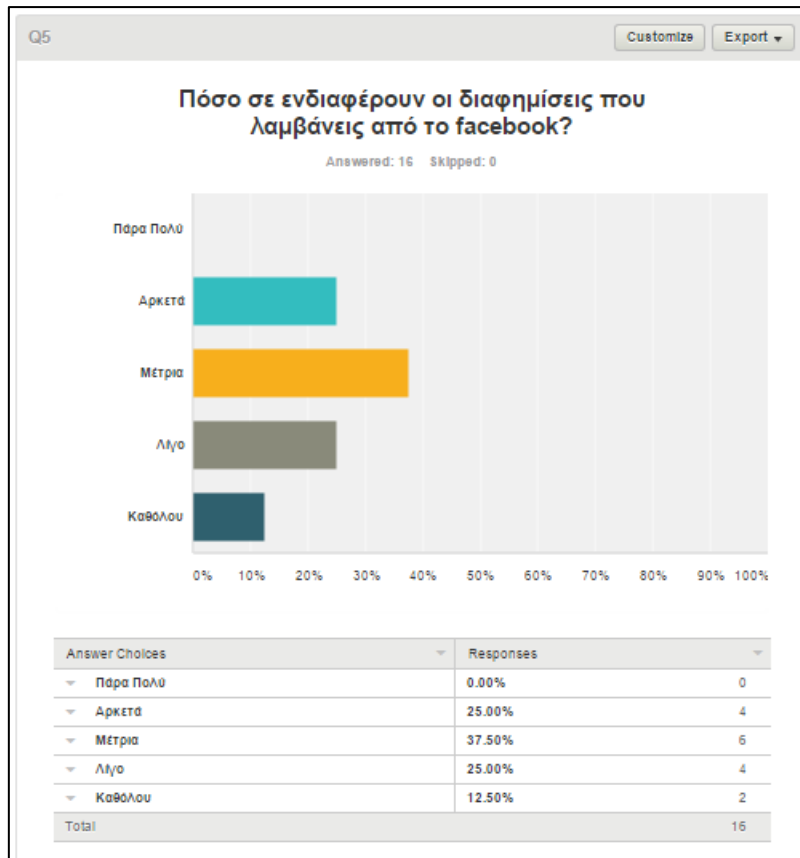 Q5 Customize Export
Πόσο σε ενδιαφέρουν οι διαφημίσεις που
λαμβάνεις από το facebook?
Answered: 16 Skipped: 0
Πάρα Πολύ
Αρκετά
Μέτρια
Λίγο
Καθόλου
0% 10% 20% 30% 40% 50% 60% 70% 80% 90% 100%
Answer Choices Responses
Πάρα Πολύ 0.00% 0
Αρκετά 25.00% 4
Μέτρια 37.50% 6
Λίγο 25.00% 4
Καθόλου 12.50% 2
Total 16